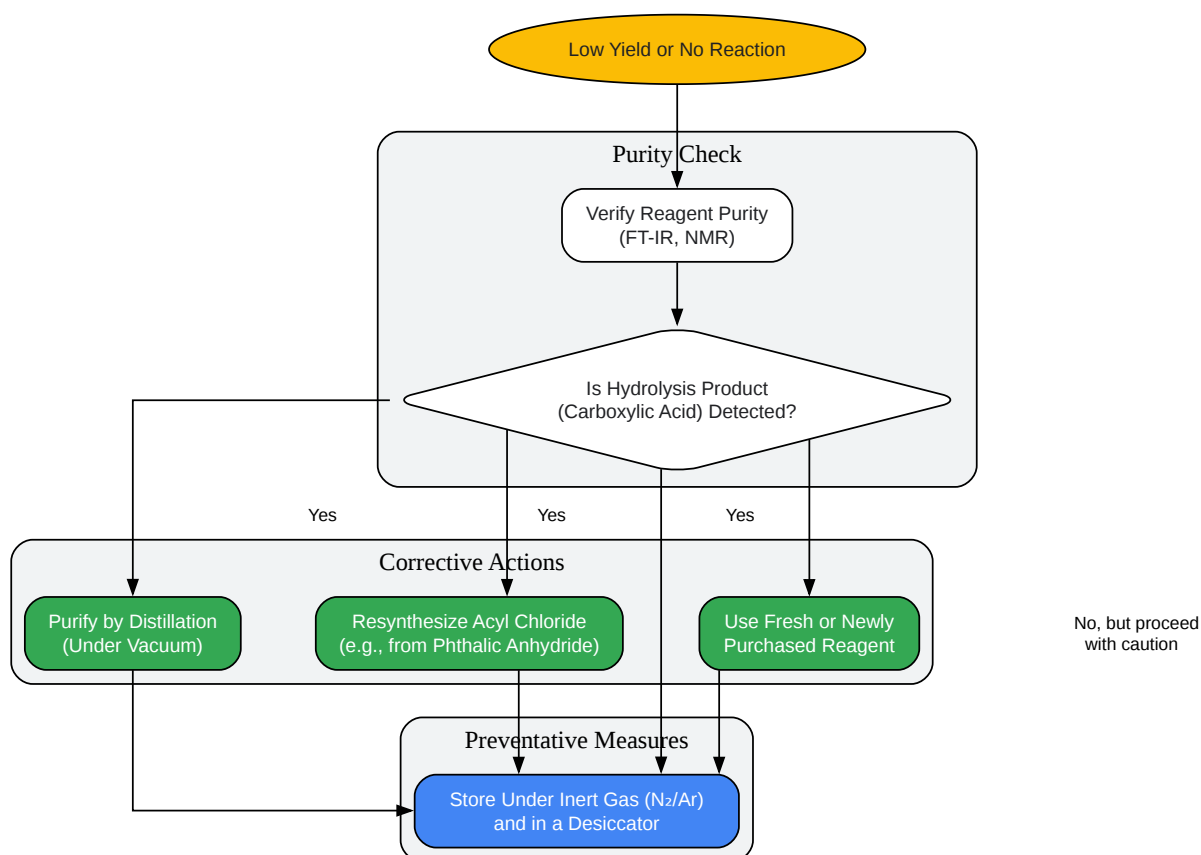 Low Yield or No Reaction
Purity Check
Verify Reagent Purity
(FT-IR, NMR)
Is Hydrolysis Product
(Carboxylic Acid) Detected?
Yes
Yes
Yes
Corrective Actions
Purify by Distillation
(Under Vacuum)
Resynthesize Acyl Chloride
(e.g., from Phthalic Anhydride)
Use Fresh or Newly
Purchased Reagent
No, but proceed
with caution
Preventative Measures
Store Under Inert Gas (N₂/Ar)
and in a Desiccator